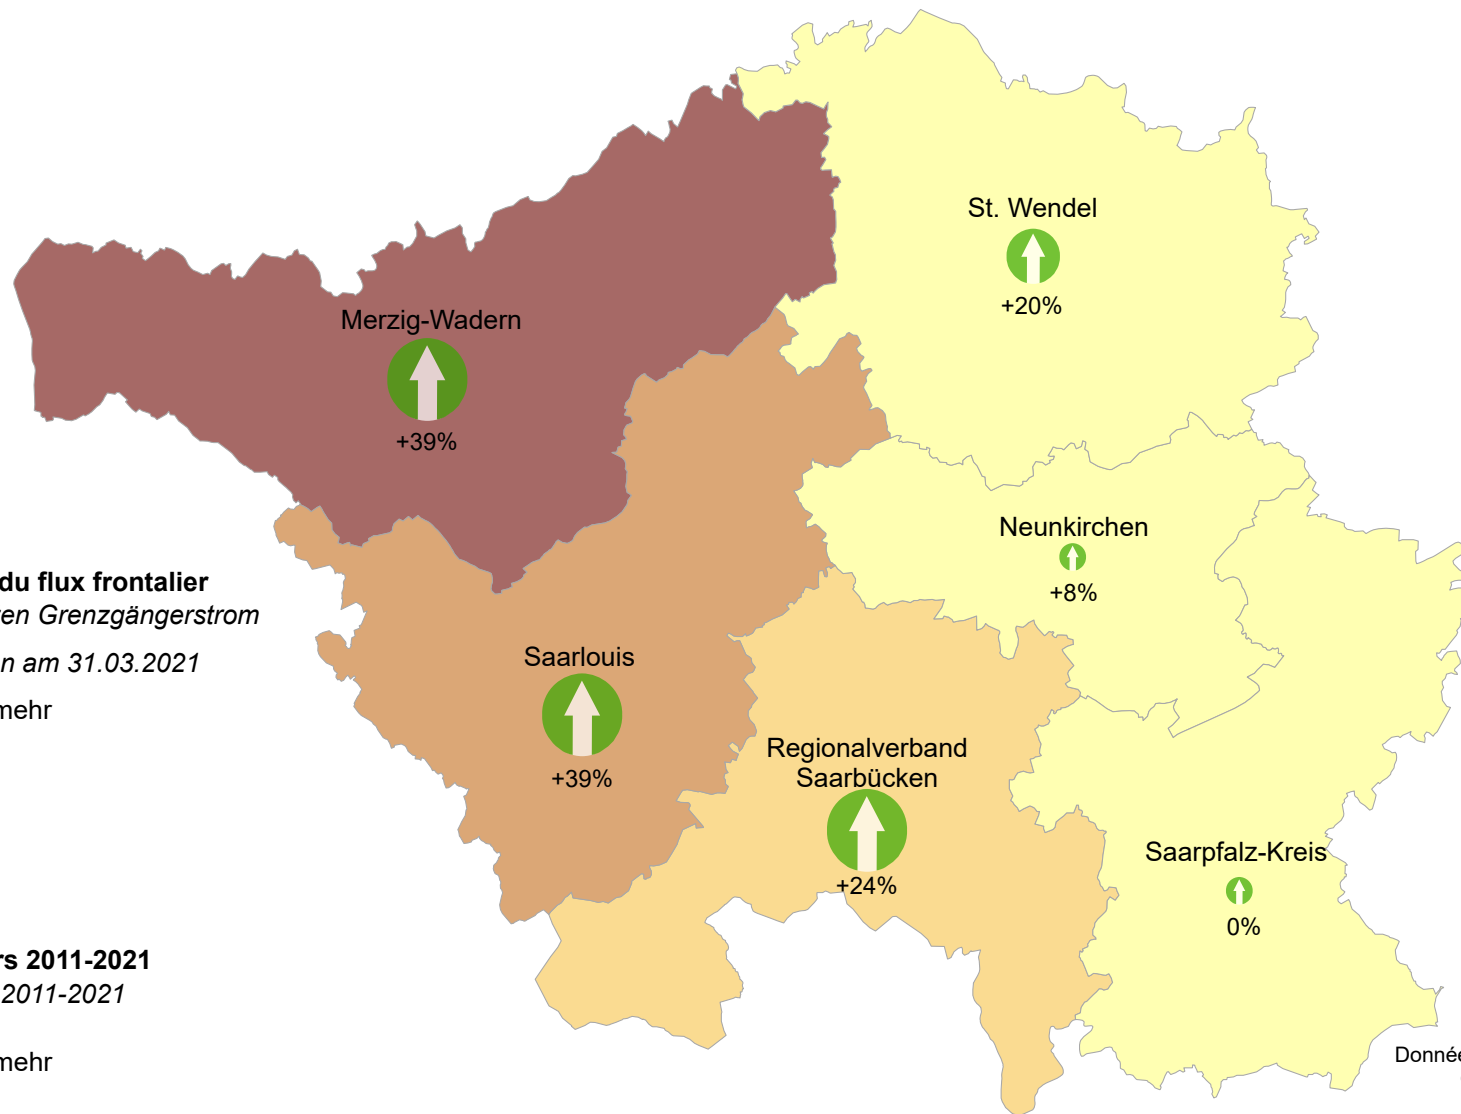 St. Wendel
+20%
Merzig-Wadern
+39%
Neunkirchen
+8%
du flux frontalier
en Grenzgängerstrom
n am 31.03.2021
mehr
Saarlouis
+39%
Regionalverband
Saarbücken
+24%
Saarpfalz-Kreis
0%
rs 2011-2021
2011-2021
mehr
Donnée